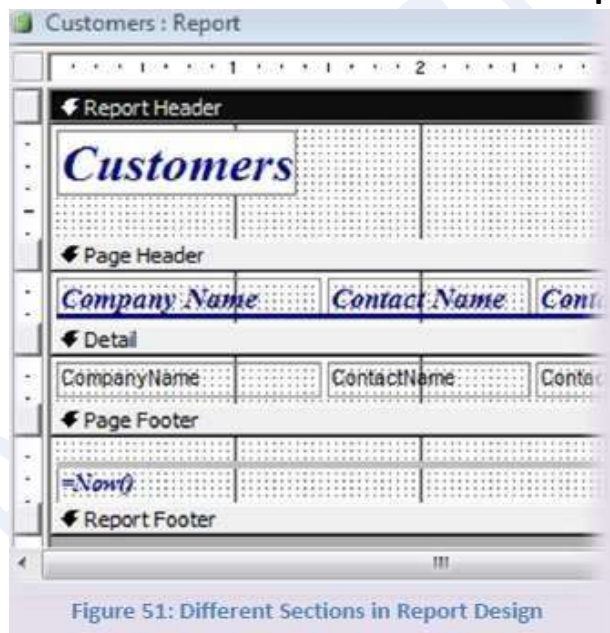 Customers : Report
1 2
Report Header
Customers
Page Header
Company Name Contact Name
Detail
CompanyName ContactName
Page Footer
=Now()
Report Footer
Figure 51: Different Sections in Report Design